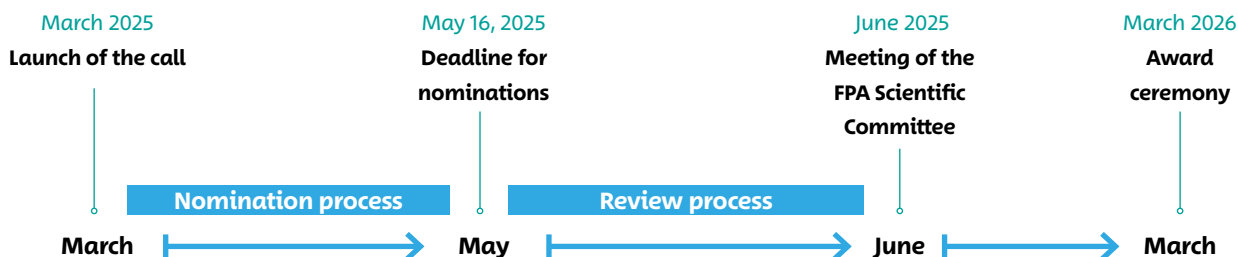 March 2025
Launch of the call
May 16, 2025
Deadline for
nominations
June 2025
Meeting of the
FPA Scientific
Committee
March 2026
Award
ceremony
Nomination process
Review process
March
May
June
March